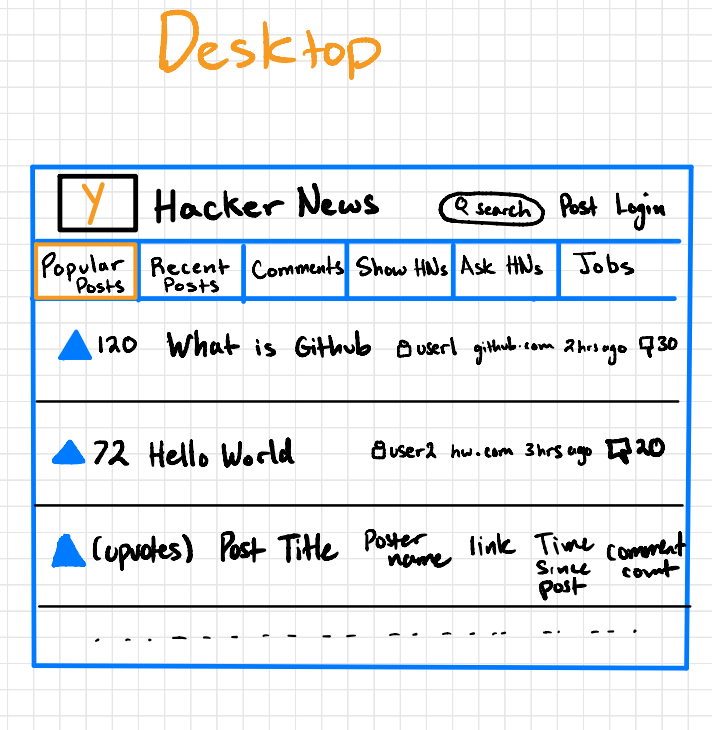 Desktop
Y Hacker News search Post Login
Popular Posts Recent Posts Comments Show HNs Ask HNs Jobs
120 What is Github user1 github.com 2hrs ago 30
72 Hello World user2 hw.com 3hrs ago 20
(upvotes) Post Title Poster name link Time since post comment count